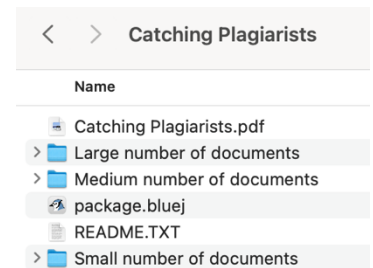 Catching Plagiarists
Name
Catching Plagiarists.pdf
Large number of documents
Medium number of documents
package.bluej
README.TXT
Small number of documents